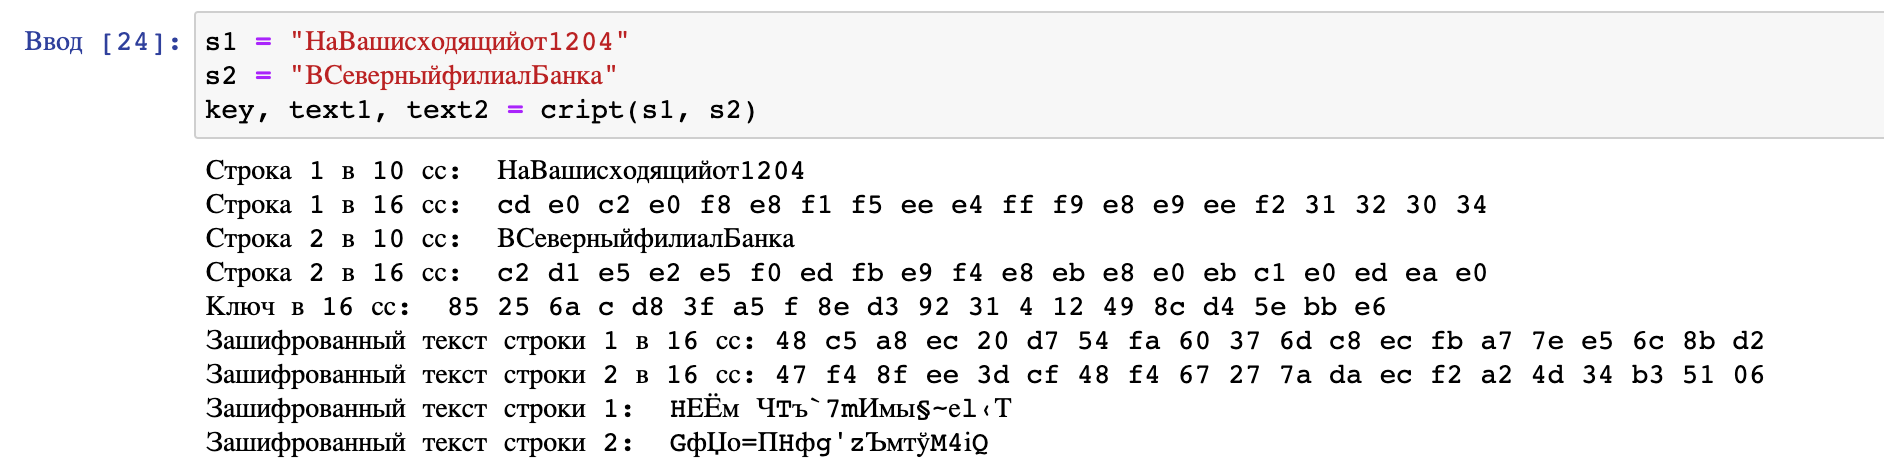 Ввод [24]: s1 = "НаВашисходящийот1204"
s2 = "ВСеверныйфилиалБанка"
key, text1, text2 = cript(s1, s2)
Строка 1 в 10 сс: НаВашисходящийот1204
Строка 1 в 16 сс: cd e0 c2 e0 f8 e8 f1 f5 ee e4 ff f9 e8 e9 ee f2 31 32 30 34
Строка 2 в 10 сс: ВСеверныйфилиалБанка
Строка 2 в 16 сс: c2 d1 e5 e2 e5 f0 ed fb e9 f4 e8 eb e8 e0 eb c1 e0 ed ea e0
Ключ в 16 сс: 85 25 6a c d8 3f a5 f 8e d3 92 31 4 12 49 8c d4 5e bb e6
Зашифрованный текст строки 1 в 16 сс: 48 c5 a8 ec 20 d7 54 fa 60 37 6d c8 ec fb a7 7e e5 6c 8b d2
Зашифрованный текст строки 2 в 16 сс: 47 f4 8f ee 3d cf 48 f4 67 27 7a da ec f2 a2 4d 34 b3 51 06
Зашифрованный текст строки 1: HЕЁм ЧTъ`7mИмы§~еl‹Т
Зашифрованный текст строки 2: GфЏо=ПHфg'zЪмтўM4іQ